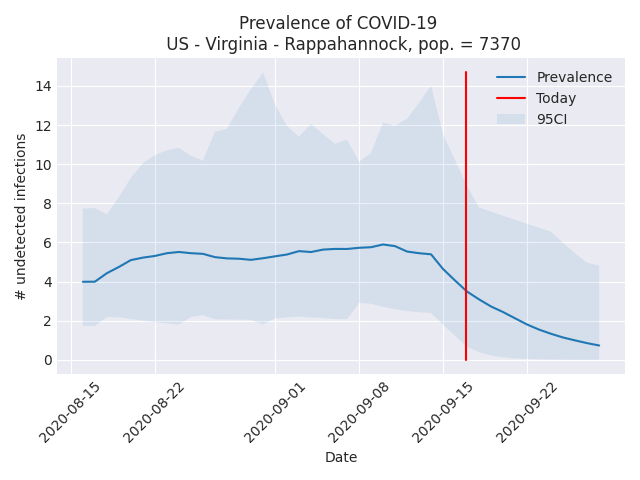 Prevalence of COVID-19
US - Virginia - Rappahannock, pop. = 7370
Prevalence
Today
95CI
# undetected infections
14
12
10
8
6
4
2
0
2020-08-15
2020-08-22
2020-09-01
2020-09-08
2020-09-15
2020-09-22
Date